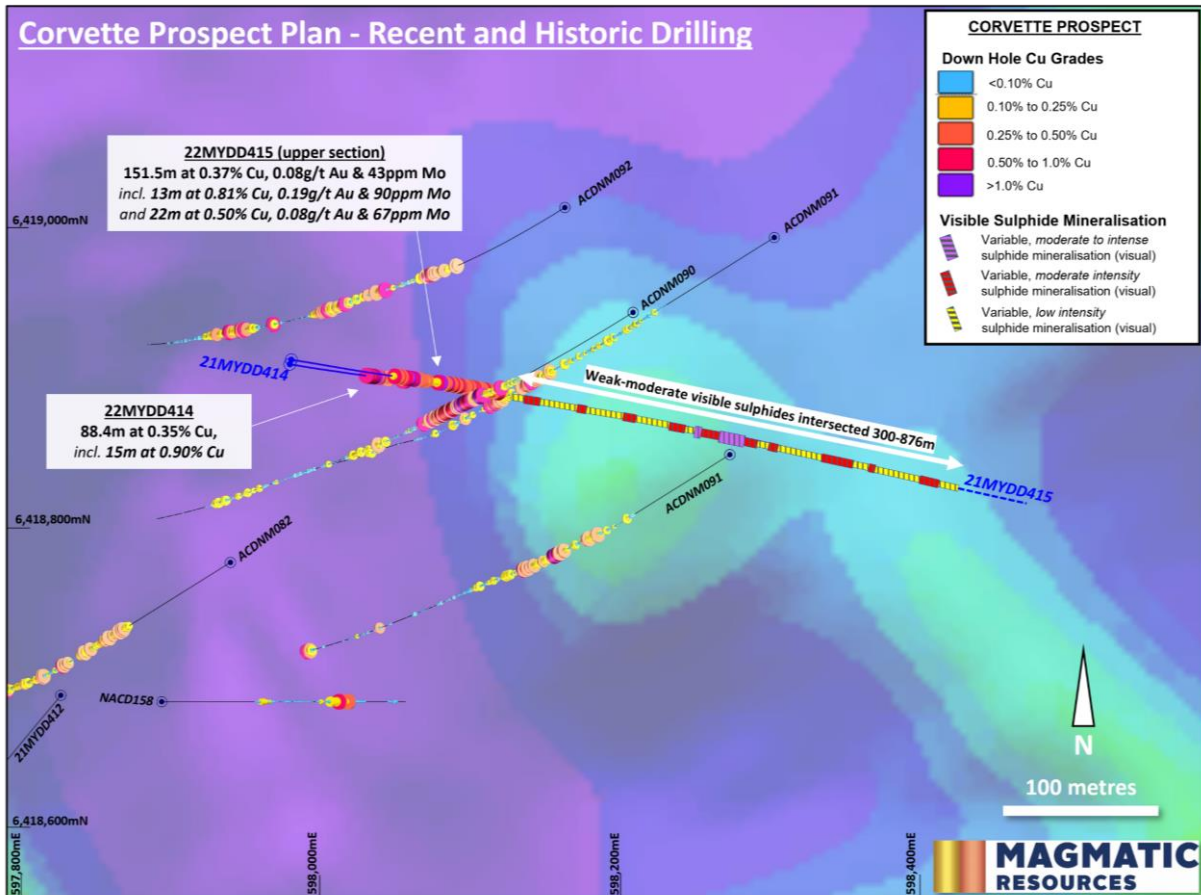 Corvette Prospect Plan - Recent and Historic Drilling
CORVETTE PROSPECT
Down Hole Cu Grades
<0.10% Cu
0.10% to 0.25% Cu
0.25% to 0.50% Cu
0.50% to 1.0% Cu
>1.0% Cu
Visible Sulphide Mineralisation
Variable, moderate to intense
sulphide mineralisation (visual)
Variable, moderate intensity
sulphide mineralisation (visual)
Variable, low intensity
sulphide mineralisation (visual)
22MYDD415 (upper section)
151.5m at 0.37% Cu, 0.08g/t Au & 43ppm Mo
incl. 13m at 0.81% Cu, 0.19g/t Au & 90ppm Mo
and 22m at 0.50% Cu, 0.08g/t Au & 67ppm Mo
6,419,000mN
ACDNM092
ACDNM091
ACDNM090
21MYDD414
22MYDD414
88.4m at 0.35% Cu,
incl. 15m at 0.90% Cu
Weak-moderate visible sulphides intersected 300-876m
21MYDD415
ACDNM091
6,418,800mN
ACDNM082
NACD158
21MYDD412
N
100 metres
6,418,600mN
597,800mE
598,000mE
598,200mE
598,400mE
MAGMATIC
RESOURCES